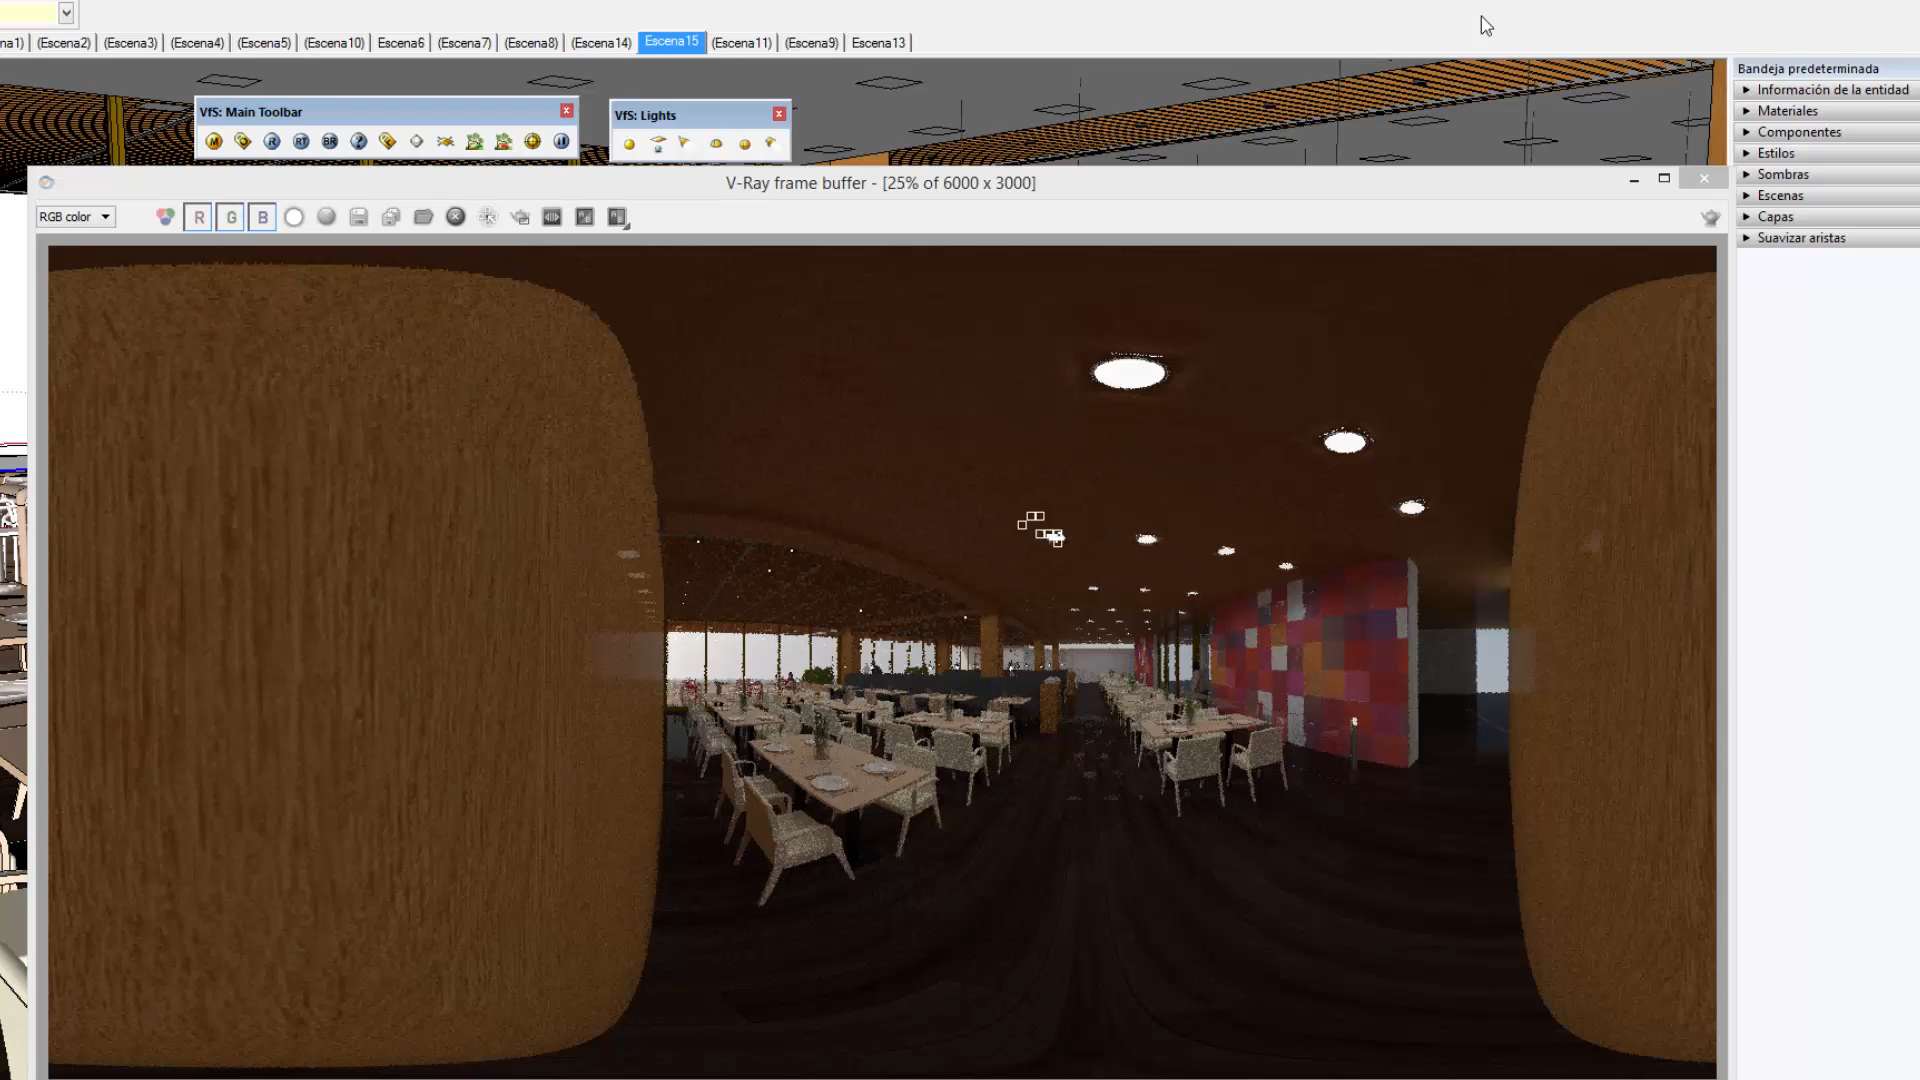 na1) (Escena2) (Escena3) (Escena4) (Escena5) (Escena10) Escena6 (Escena7) (Escena8) (Escena14) Escena15 (Escena11) (Escena9) Escena13
Bandeja predeterminada
Información de la entidad
Materiales
Componentes
Estilos
Sombras
Escenas
Capas
Suavizar aristas
VfS: Main Toolbar
M R RT BR ?
VfS: Lights
V-Ray frame buffer - [25% of 6000 x 3000]
RGB color R G B